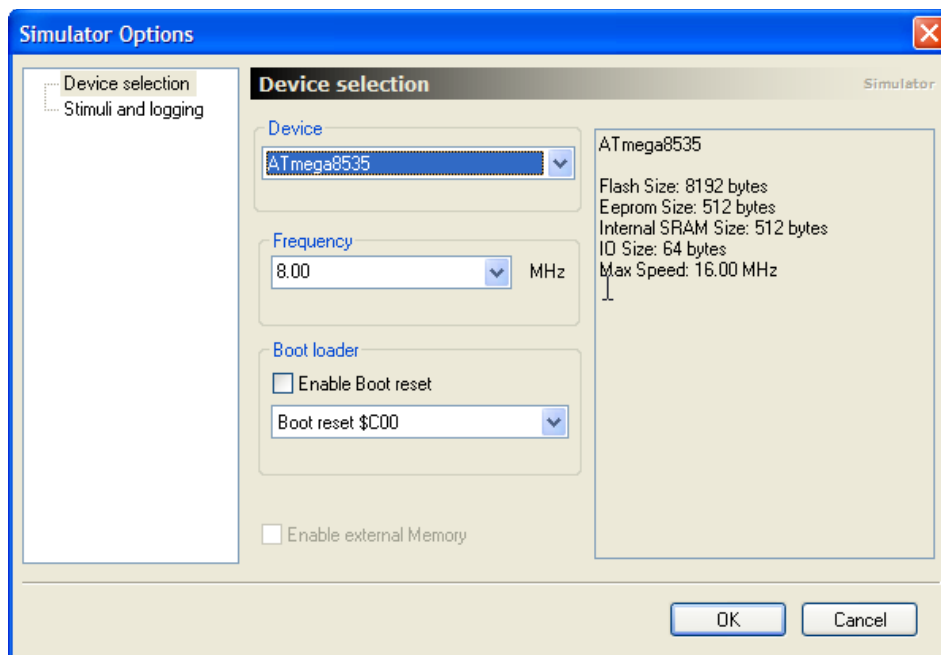 Simulator Options
Device selection
Stimuli and logging
Device selection
Simulator
Device
ATmega8535
Frequency
8.00
MHz
Boot loader
Enable Boot reset
Boot reset $C00
Enable external Memory
ATmega8535
Flash Size: 8192 bytes
Eeprom Size: 512 bytes
Internal SRAM Size: 512 bytes
IO Size: 64 bytes
Max Speed: 16.00 MHz
OK
Cancel